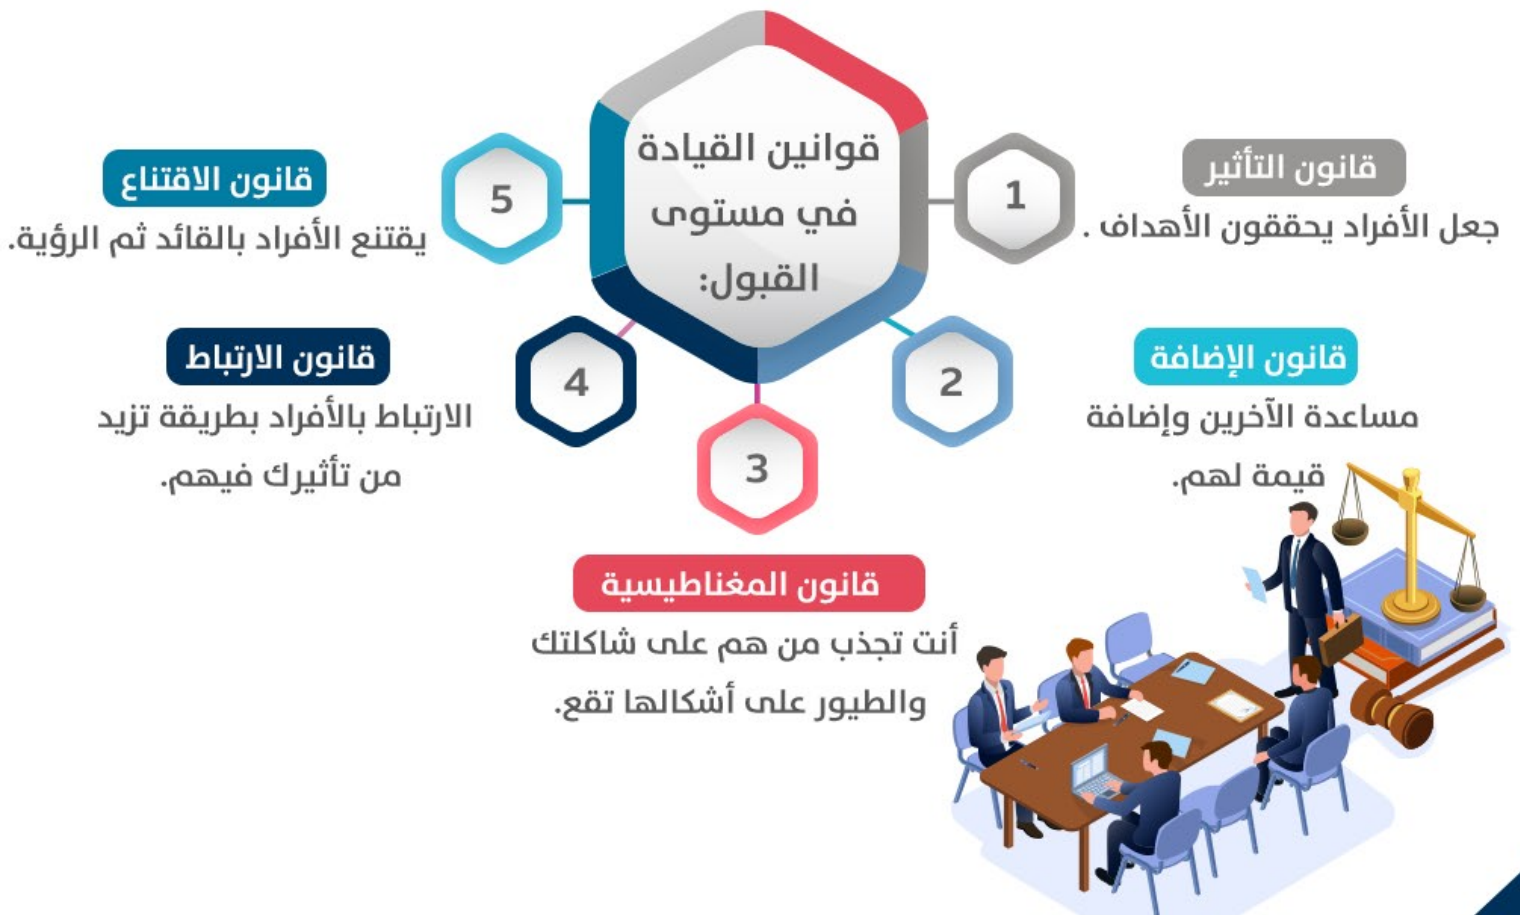 قوانين القيادة
في مستوى
القبول:
1
قانون التأثير
جعل الأفراد يحققون الأهداف .
2
قانون الإضافة
مساعدة الآخرين وإضافة
قيمة لهم.
3
قانون المغناطيسية
أنت تجذب من هم على شاكلتك
والطيور على أشكالها تقع.
4
قانون الارتباط
الارتباط بالأفراد بطريقة تزيد
من تأثيرك فيهم.
5
قانون الاقتناع
يقتنع الأفراد بالقائد ثم الرؤية.